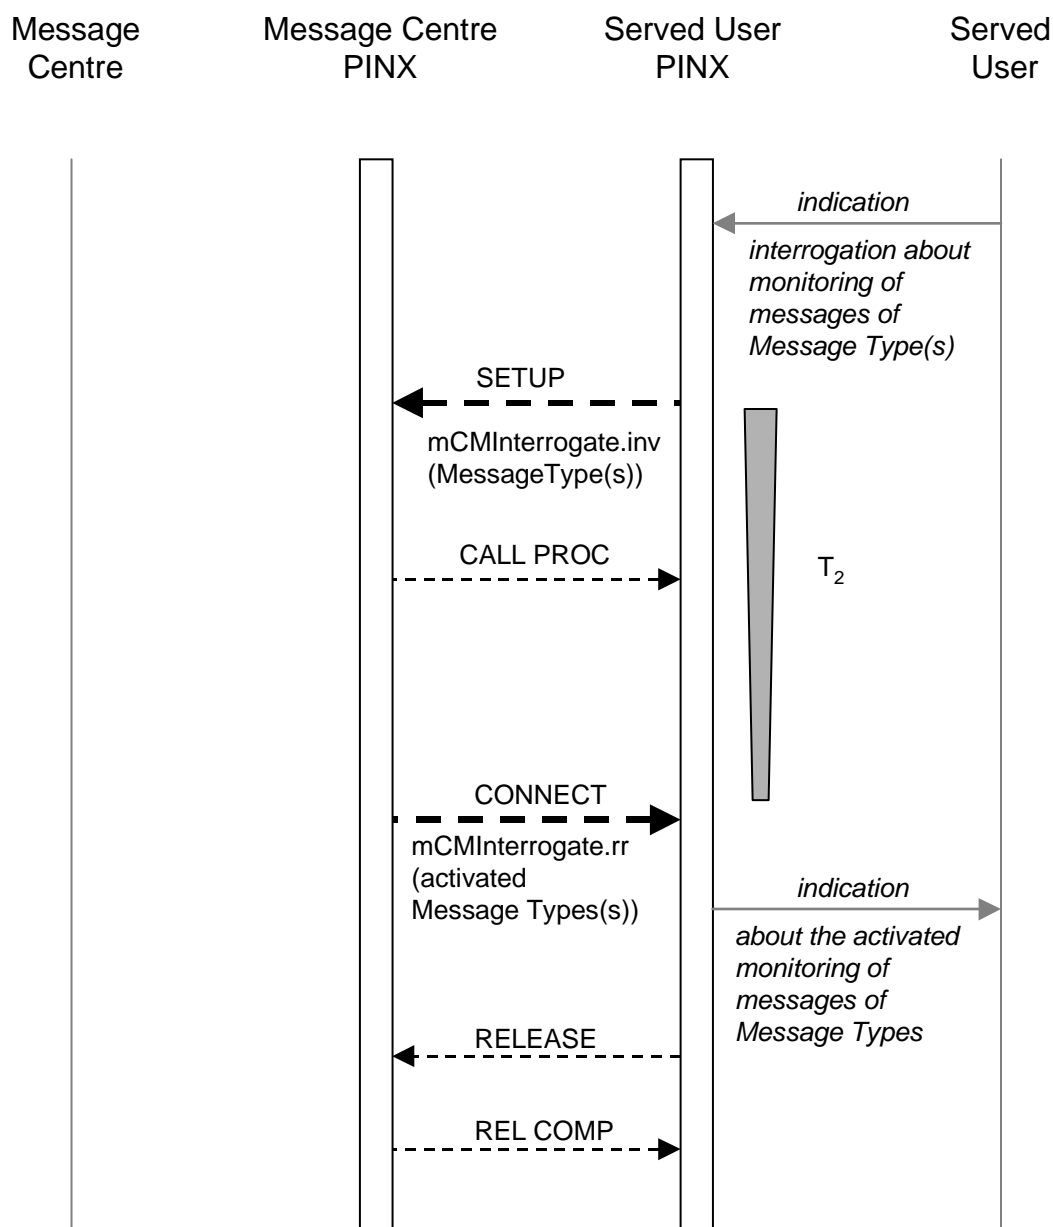 Message
Centre
Message Centre
PINX
Served User
PINX
Served
User
indication
interrogation about
monitoring of
messages of
Message Type(s)
SETUP
mCMInterrogate.inv
(MessageType(s))
CALL PROC
T2
CONNECT
mCMInterrogate.rr
(activated
Message Types(s))
indication
about the activated
monitoring of
messages of
Message Types
RELEASE
REL COMP